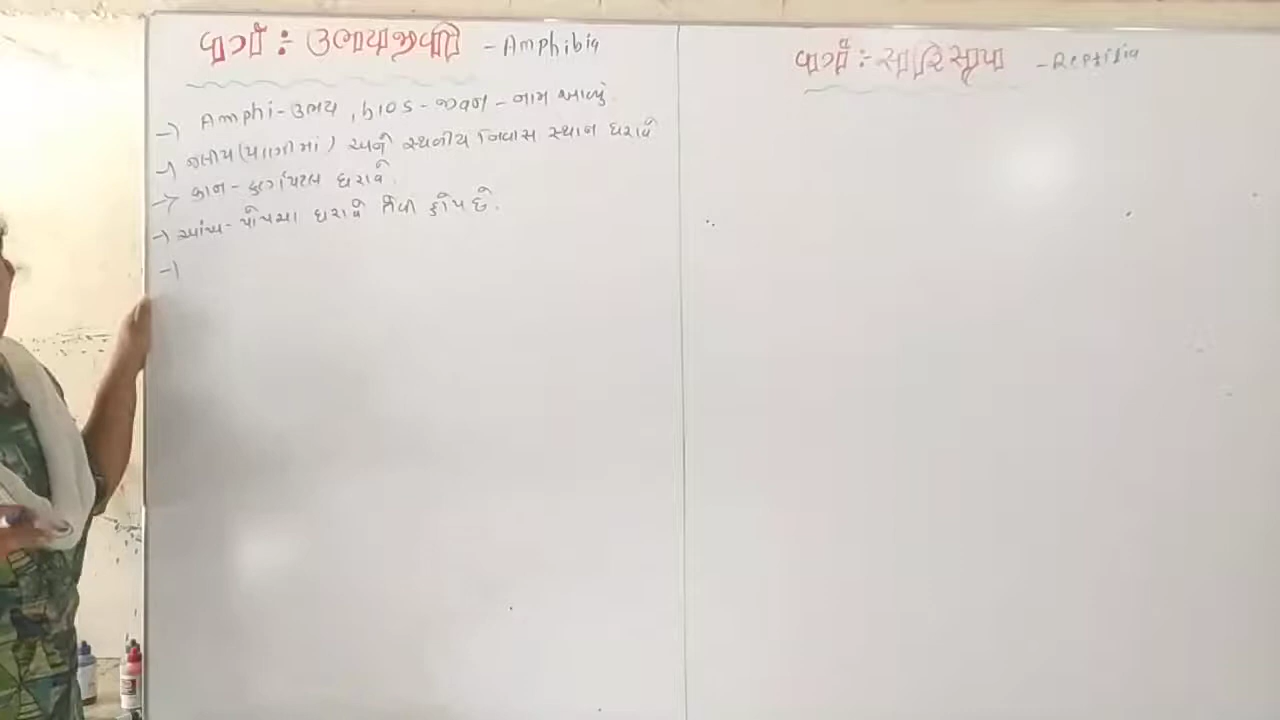 વર્ગ : ઉભયજીવી - Amphibia
→ Amphi - ઉભય , bios - જીવન - નામ આવ્યું.
→ જલીય (પાણીમાં) અને સ્થલીય નિવાસ સ્થાન ધરાવે
→ કાન - કર્ણપટલ ધરાવે.
→ આંખ - પોપચા ધરાવે તેવી હોય છે.
→
વર્ગ : સારિસૃપ - Reptilia